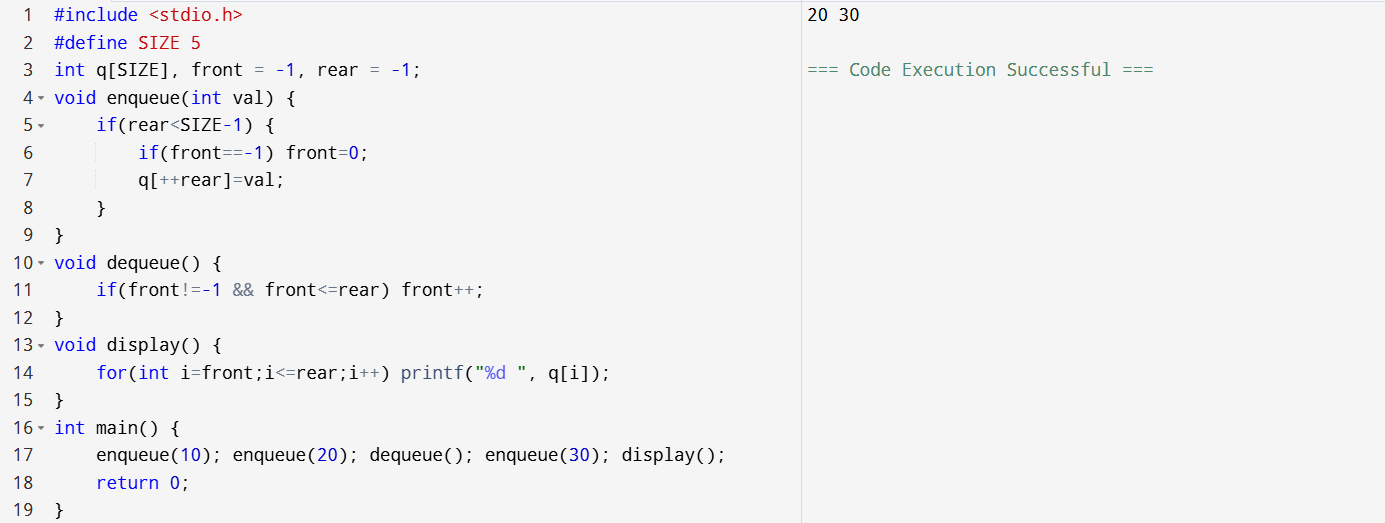 1 #include <stdio.h>
2 #define SIZE 5
3 int q[SIZE], front = -1, rear = -1;
4 void enqueue(int val) {
5     if(rear<SIZE-1) {
6         if(front==-1) front=0;
7         q[++rear]=val;
8     }
9 }
10 void dequeue() {
11     if(front!=-1 && front<=rear) front++;
12 }
13 void display() {
14     for(int i=front;i<=rear;i++) printf("%d ", q[i]);
15 }
16 int main() {
17     enqueue(10); enqueue(20); dequeue(); enqueue(30); display();
18     return 0;
19 }
20 30
=== Code Execution Successful ===